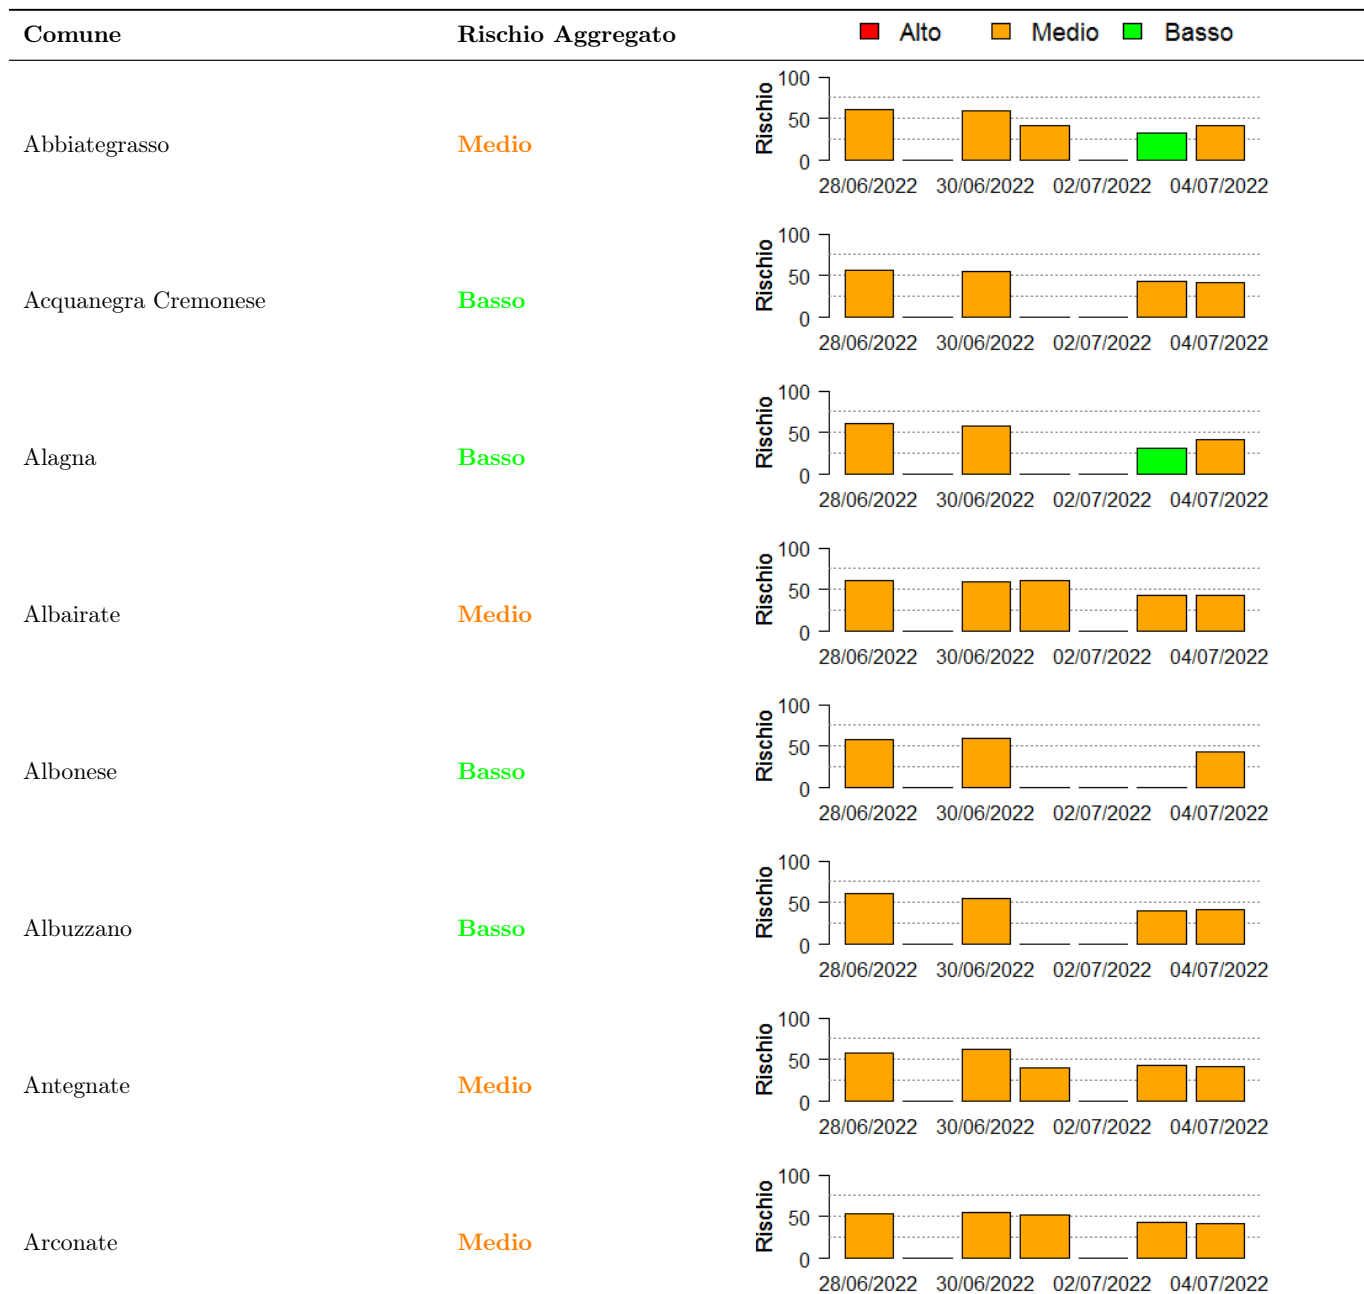 Comune Rischio Aggregato Alto Medio Basso
Abbiategrasso Medio Rischio 100 50 0
28/06/2022 30/06/2022 02/07/2022 04/07/2022
Acquanegra Cremonese Basso Rischio 100 50 0
28/06/2022 30/06/2022 02/07/2022 04/07/2022
Alagna Basso Rischio 100 50 0
28/06/2022 30/06/2022 02/07/2022 04/07/2022
Albairate Medio Rischio 100 50 0
28/06/2022 30/06/2022 02/07/2022 04/07/2022
Albonese Basso Rischio 100 50 0
28/06/2022 30/06/2022 02/07/2022 04/07/2022
Albuzzano Basso Rischio 100 50 0
28/06/2022 30/06/2022 02/07/2022 04/07/2022
Antegnate Medio Rischio 100 50 0
28/06/2022 30/06/2022 02/07/2022 04/07/2022
Arconate Medio Rischio 100 50 0
28/06/2022 30/06/2022 02/07/2022 04/07/2022